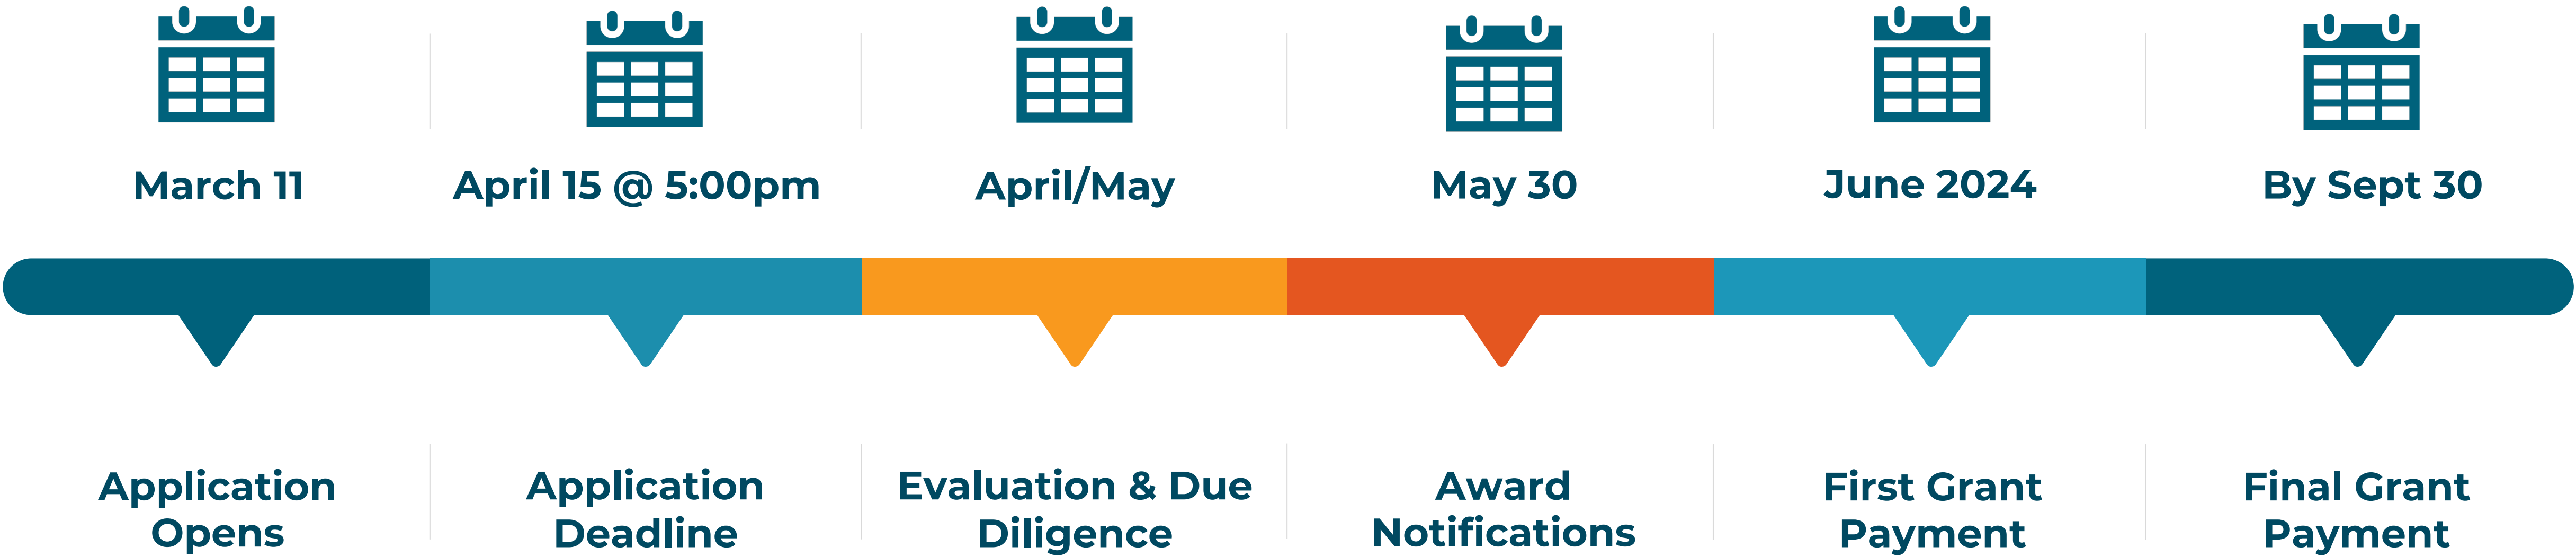 March 11
April 15 @ 5:00pm
April/May
May 30
June 2024
By Sept 30
Application
Opens
Application
Deadline
Evaluation & Due
Diligence
Award
Notifications
First Grant
Payment
Final Grant
Payment